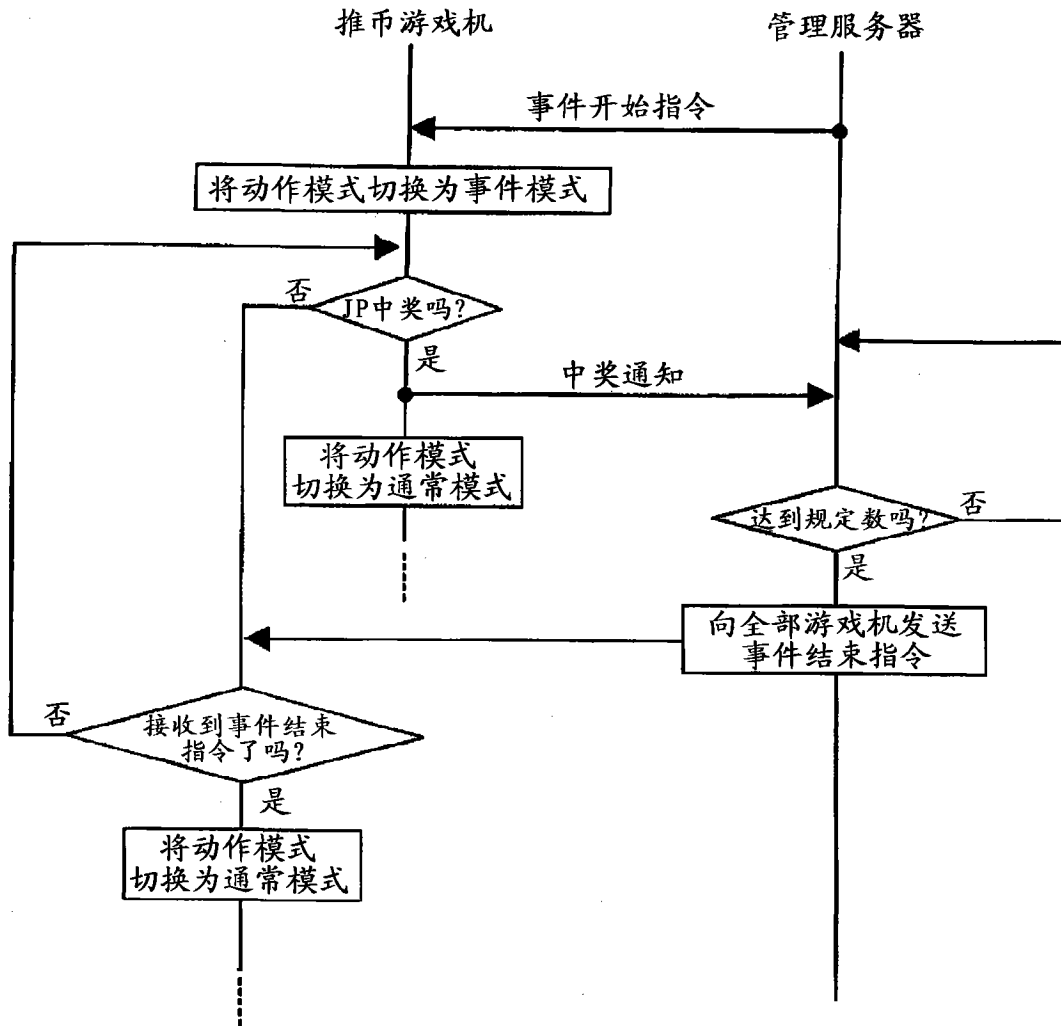 推币游戏机
管理服务器
事件开始指令
将动作模式切换为事件模式
否
JP中奖吗?
是
中奖通知
将动作模式
切换为通常模式
达到规定数吗?
否
是
向全部游戏机发送
事件结束指令
否
接收到事件结束
指令了吗?
是
将动作模式
切换为通常模式